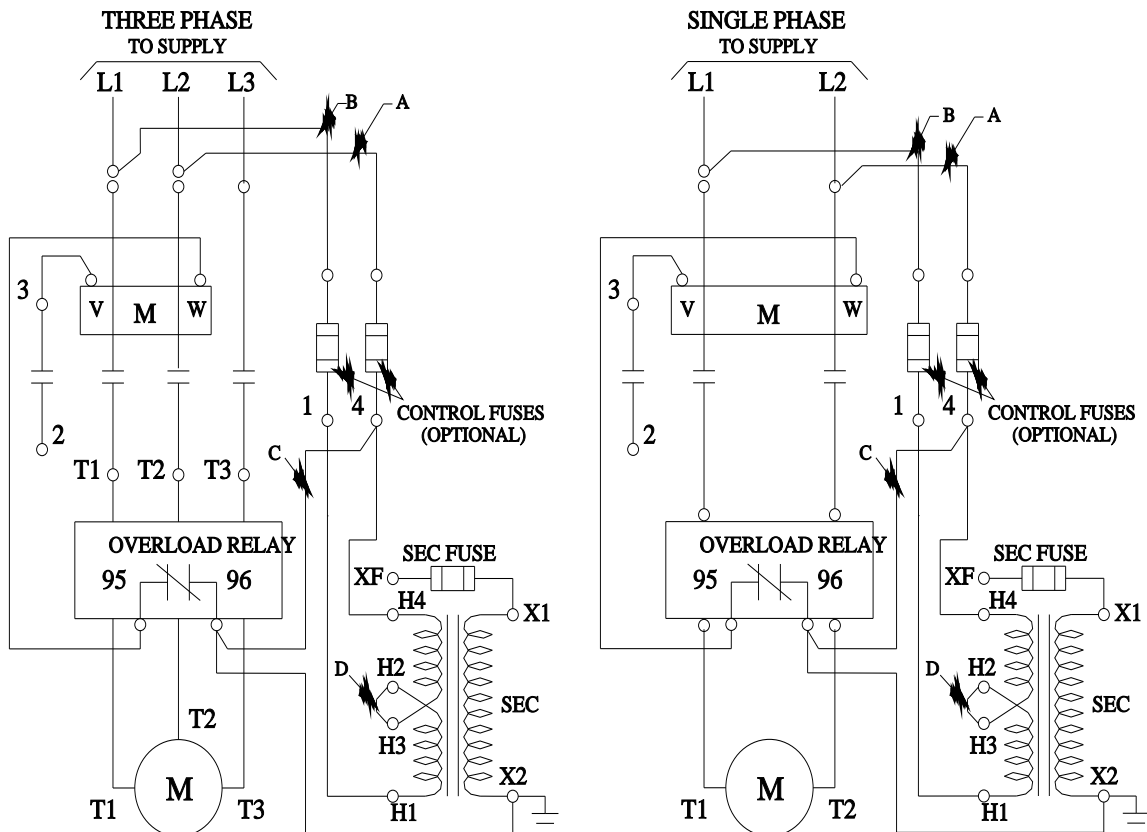 THREE PHASE
TO SUPPLY
L1 L2 L3
B A
3
V M W
1 4
CONTROL FUSES
(OPTIONAL)
2
C
T1 T2 T3
OVERLOAD RELAY
95 96
SEC FUSE
XF
H4 X1
D H2
SEC
H3
T2
X2
T1 M T3
H1
SINGLE PHASE
TO SUPPLY
L1 L2
B A
3
V M W
1 4
CONTROL FUSES
(OPTIONAL)
2
C
OVERLOAD RELAY
95 96
SEC FUSE
XF
H4 X1
D H2
SEC
H3
X2
T1 M T2
H1